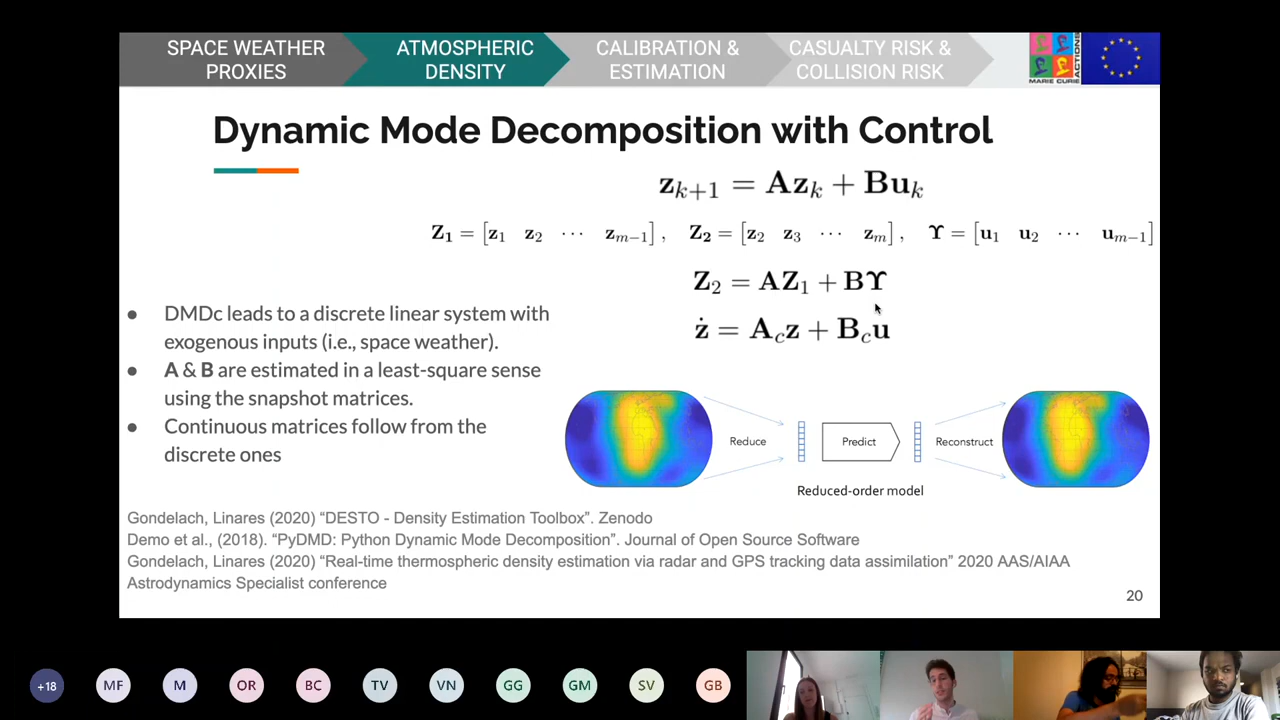 SPACE WEATHER
PROXIES
ATMOSPHERIC
DENSITY
CALIBRATION &
ESTIMATION
CASUALTY RISK &
COLLISION RISK
MARIE CURIE
ACTIONS
Dynamic Mode Decomposition with Control
z_{k+1} = Az_k + Bu_k
Z_1 = [z_1 z_2 ⋯ z_{m−1}], Z_2 = [z_2 z_3 ⋯ z_m], ϒ = [u_1 u_2 ⋯ u_{m−1}]
Z_2 = AZ_1 + Bϒ
ż = A_c z + B_c u
● DMDc leads to a discrete linear system with
exogenous inputs (i.e., space weather).
● A & B are estimated in a least-square sense
using the snapshot matrices.
● Continuous matrices follow from the
discrete ones
Reduce
Predict
Reconstruct
Reduced-order model
Gondelach, Linares (2020) “DESTO - Density Estimation Toolbox”. Zenodo
Demo et al., (2018). “PyDMD: Python Dynamic Mode Decomposition”. Journal of Open Source Software
Gondelach, Linares (2020) “Real-time thermospheric density estimation via radar and GPS tracking data assimilation” 2020 AAS/AIAA
Astrodynamics Specialist conference
20
+18 MF M OR BC TV VN GG GM SV GB